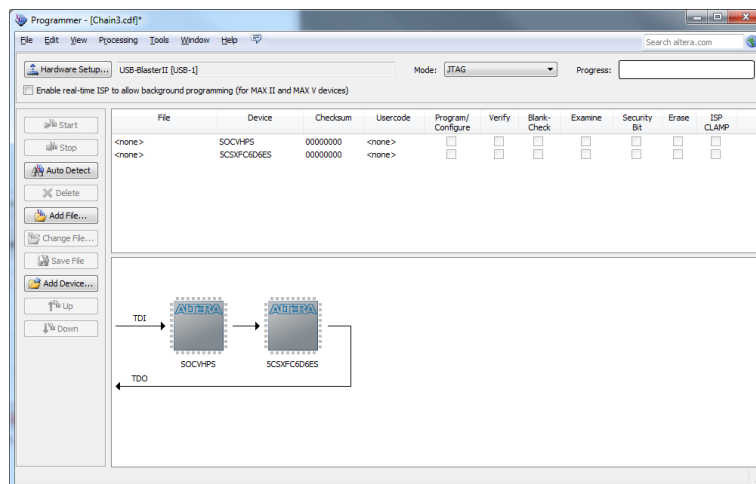 Programmer - [Chain3.cdf]*
File Edit View Processing Tools Window Help
Search altera.com
Hardware Setup... USB-BlasterII [USB-1] Mode: JTAG Progress:
Enable real-time ISP to allow background programming (for MAX II and MAX V devices)
Start
Stop
Auto Detect
Delete
Add File...
Change File...
Save File
Add Device...
Up
Down
File Device Checksum Usercode Program/ Verify Blank- Examine Security Erase ISP
Configure Check Bit CLAMP
<none> SOCVHPS 00000000 <none>
<none> 5CSXFC6D6ES 00000000 <none>
TDI
ALTERA ALTERA
SOCVHPS 5CSXFC6D6ES
TDO